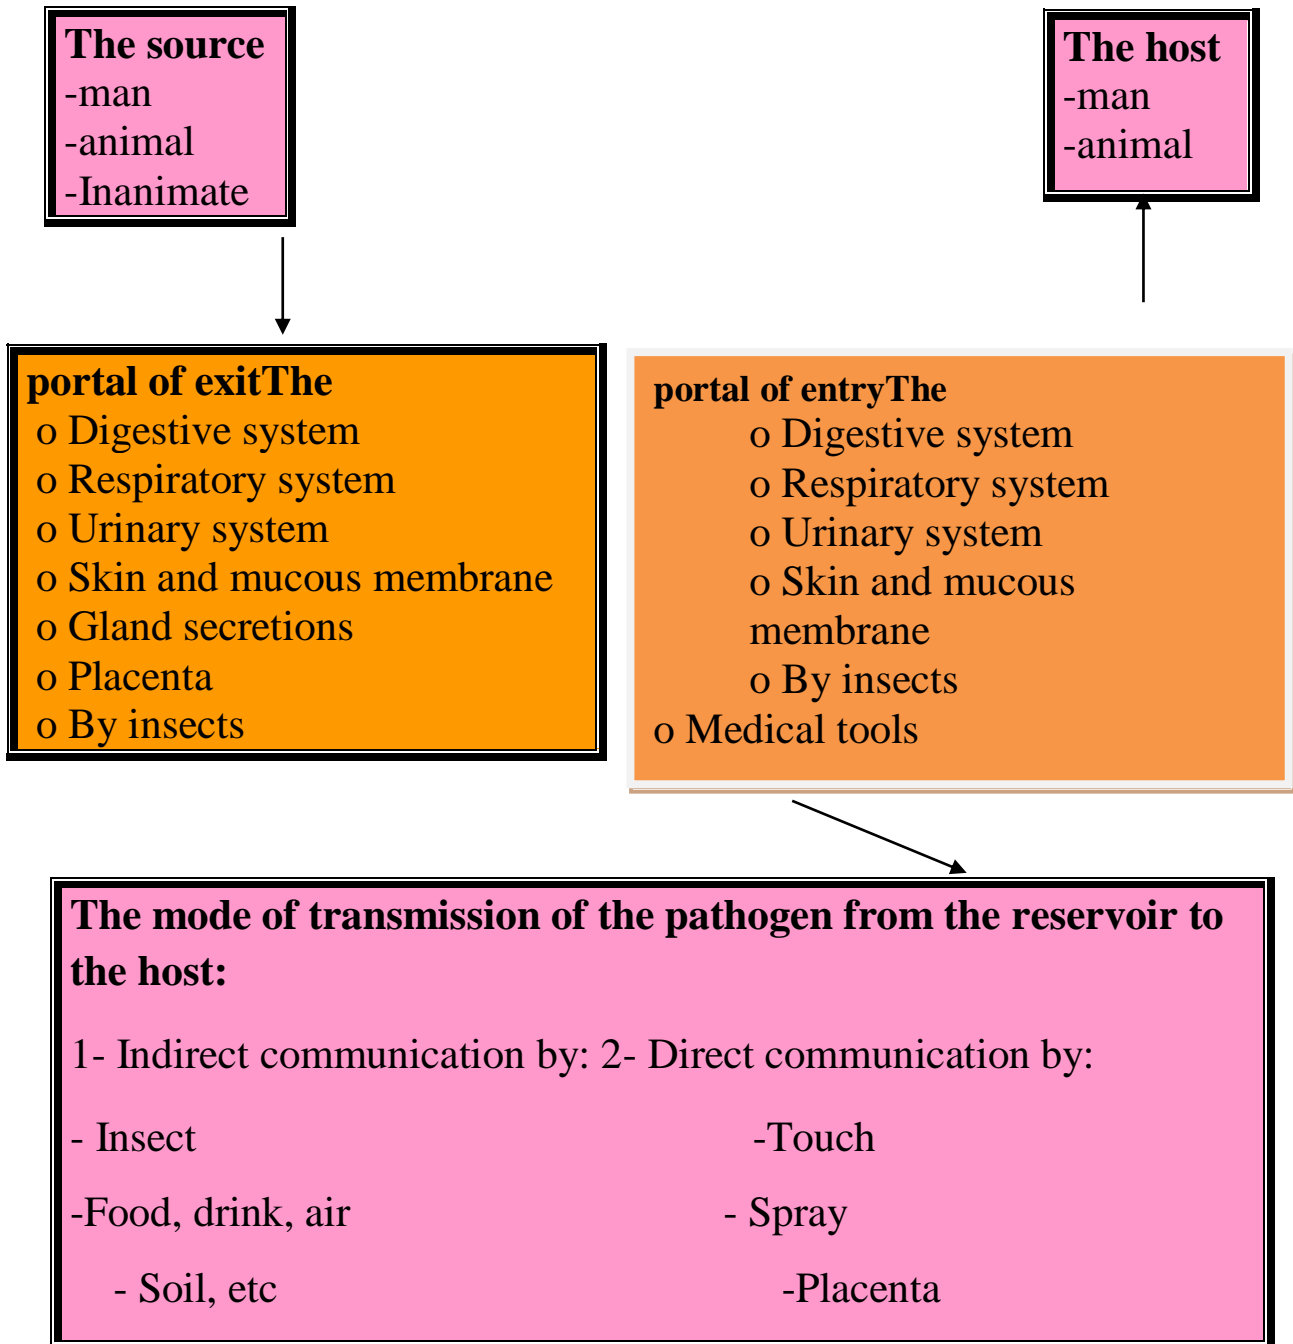 The source
-man
-animal
-Inanimate
The host
-man
-animal
portal of exitThe
o Digestive system
o Respiratory system
o Urinary system
o Skin and mucous membrane
o Gland secretions
o Placenta
o By insects
portal of entryThe
o Digestive system
o Respiratory system
o Urinary system
o Skin and mucous
membrane
o By insects
o Medical tools
The mode of transmission of the pathogen from the reservoir to
the host:
1- Indirect communication by: 2- Direct communication by:
- Insect -Touch
-Food, drink, air - Spray
- Soil, etc -Placenta